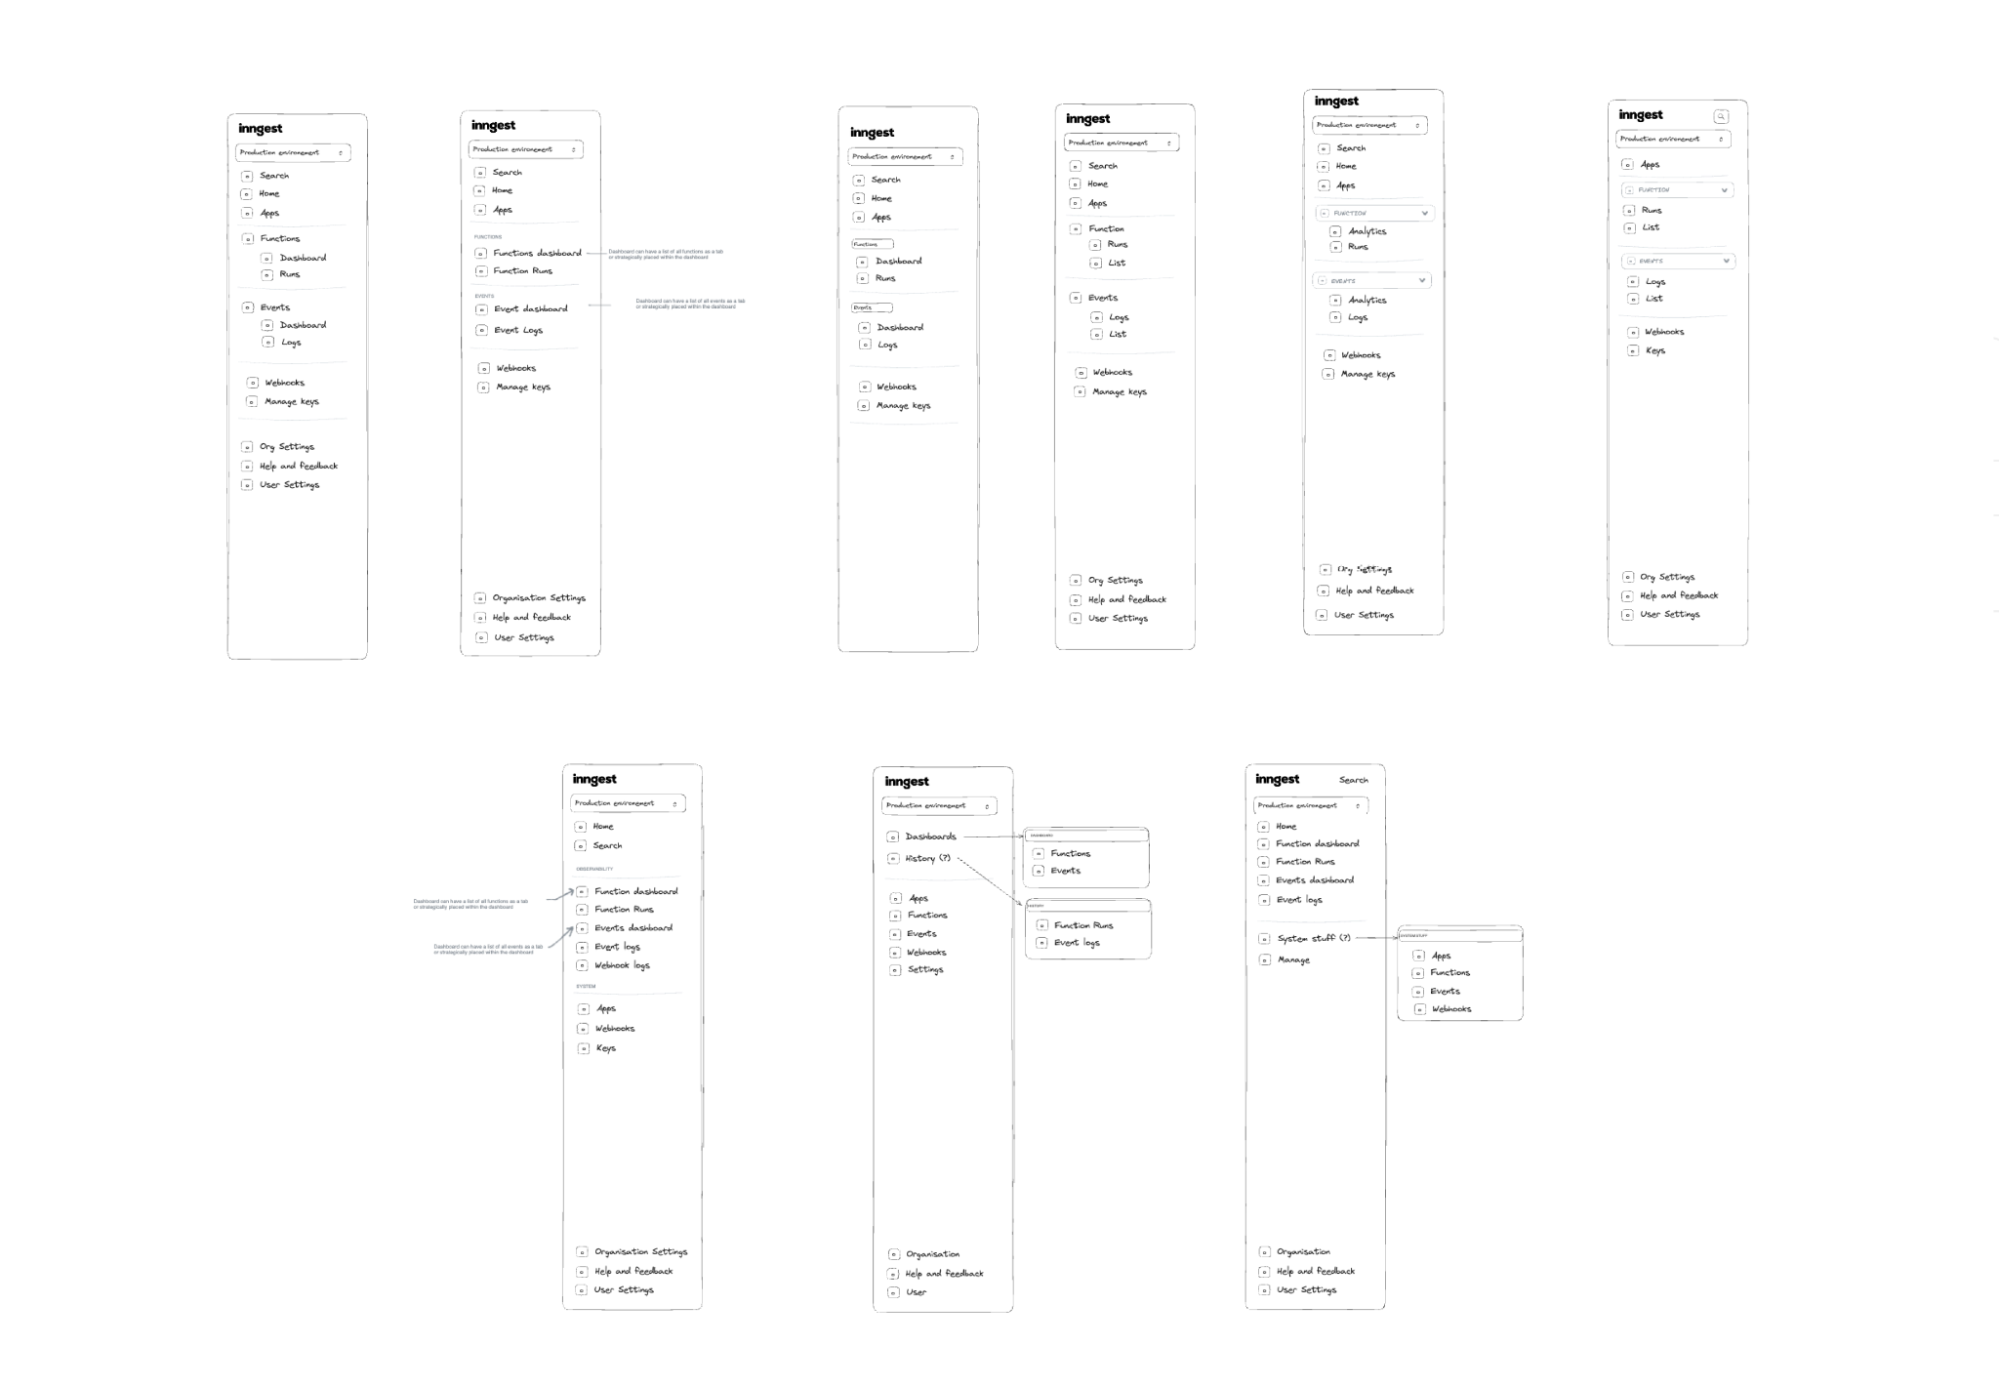 inngest
Production environement
Search
Home
Apps
Functions
Dashboard
Runs
Events
Dashboard
Logs
Webhooks
Manage keys
Org Settings
Help and feedback
User Settings
inngest
Production environement
Search
Home
Apps
FUNCTIONS
Functions dashboard
Function Runs
EVENTS
Event dashboard
Event Logs
Webhooks
Manage keys
Organisation Settings
Help and feedback
User Settings
Dashboard can have a list of all functions as a tab
or strategically placed within the dashboard
Dashboard can have a list of all events as a tab
or strategically placed within the dashboard
inngest
Production environement
Search
Home
Apps
Functions
Dashboard
Runs
Events
Dashboard
Logs
Webhooks
Manage keys
inngest
Production environement
Search
Home
Apps
Function
Runs
List
Events
Logs
List
Webhooks
Manage keys
Org Settings
Help and feedback
User Settings
inngest
Production environement
Search
Home
Apps
FUNCTION
Analytics
Runs
EVENTS
Analytics
Logs
Webhooks
Manage keys
Org Settings
Help and feedback
User Settings
inngest
Production environement
Apps
FUNCTION
Runs
List
EVENTS
Logs
List
Webhooks
Keys
Org Settings
Help and feedback
User Settings
Dashboard can have a list of all functions as a tab
or strategically placed within the dashboard
Dashboard can have a list of all events as a tab
or strategically placed within the dashboard
inngest
Production environement
Home
Search
OBSERVABILITY
Function dashboard
Function Runs
Events dashboard
Event logs
Webhook logs
SYSTEM
Apps
Webhooks
Keys
Organisation Settings
Help and feedback
User Settings
inngest
Production environement
Dashboards
History (?)
Apps
Functions
Events
Webhooks
Settings
Organisation
Help and feedback
User
Functions
Events
Function Runs
Event logs
inngest
Search
Production environement
Home
Function dashboard
Function Runs
Events dashboard
Event logs
System stuff (?)
Manage
Organisation
Help and feedback
User Settings
Apps
Functions
Events
Webhooks